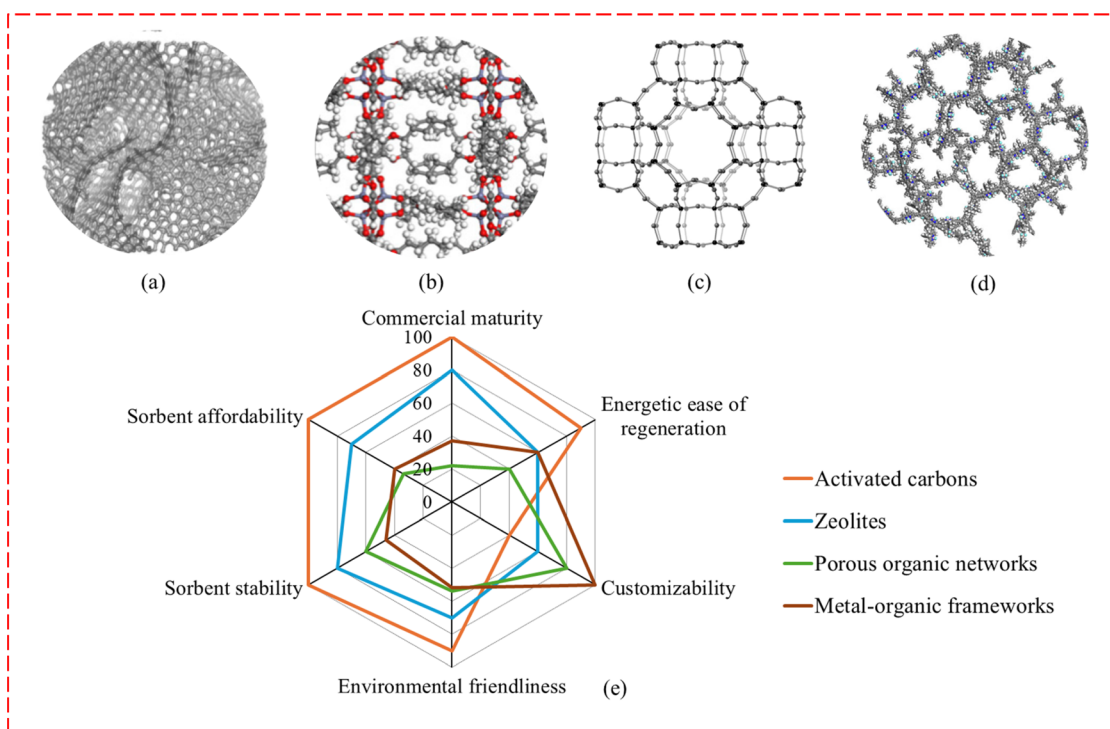 (a)
(b)
(c)
(d)
Commercial maturity
100
80
60
40
20
0
Sorbent affordability
Energetic ease of
regeneration
Sorbent stability
Customizability
Environmental friendliness
(e)
Activated carbons
Zeolites
Porous organic networks
Metal-organic frameworks